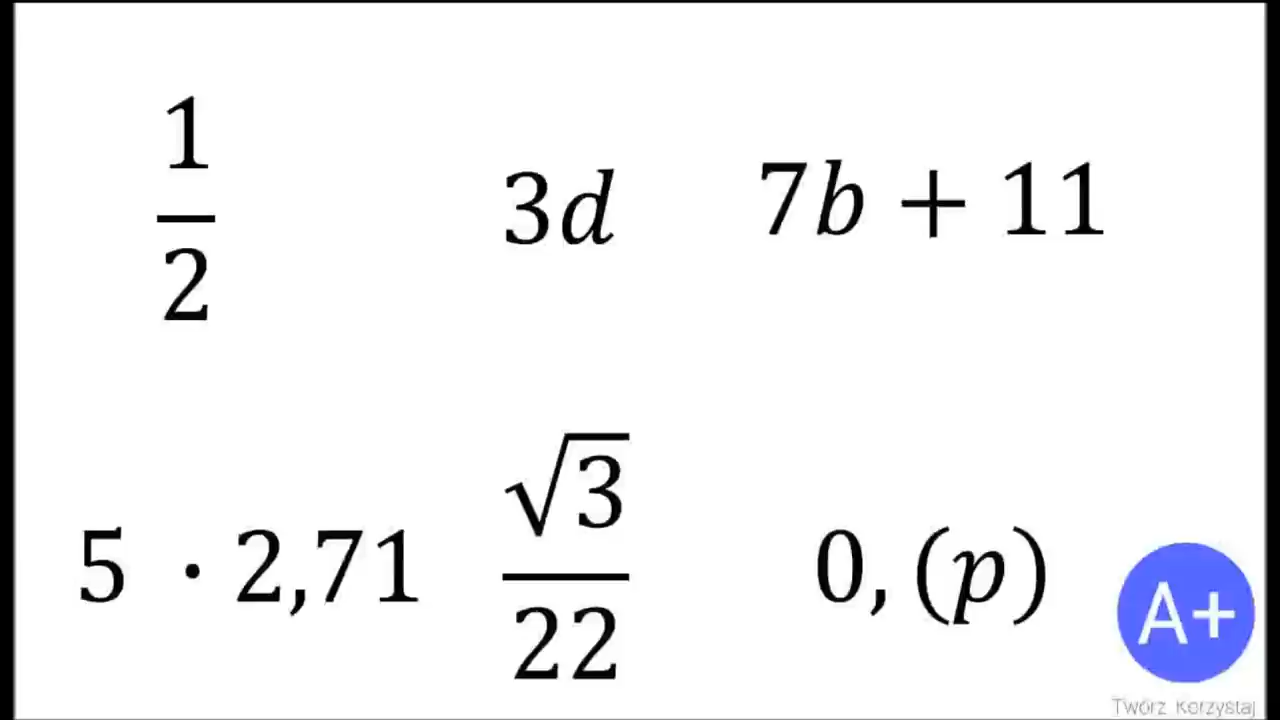 1/2
3d
7b + 11
5 · 2,71
√3/22
0, (p)
A+
Twórz Korzystaj